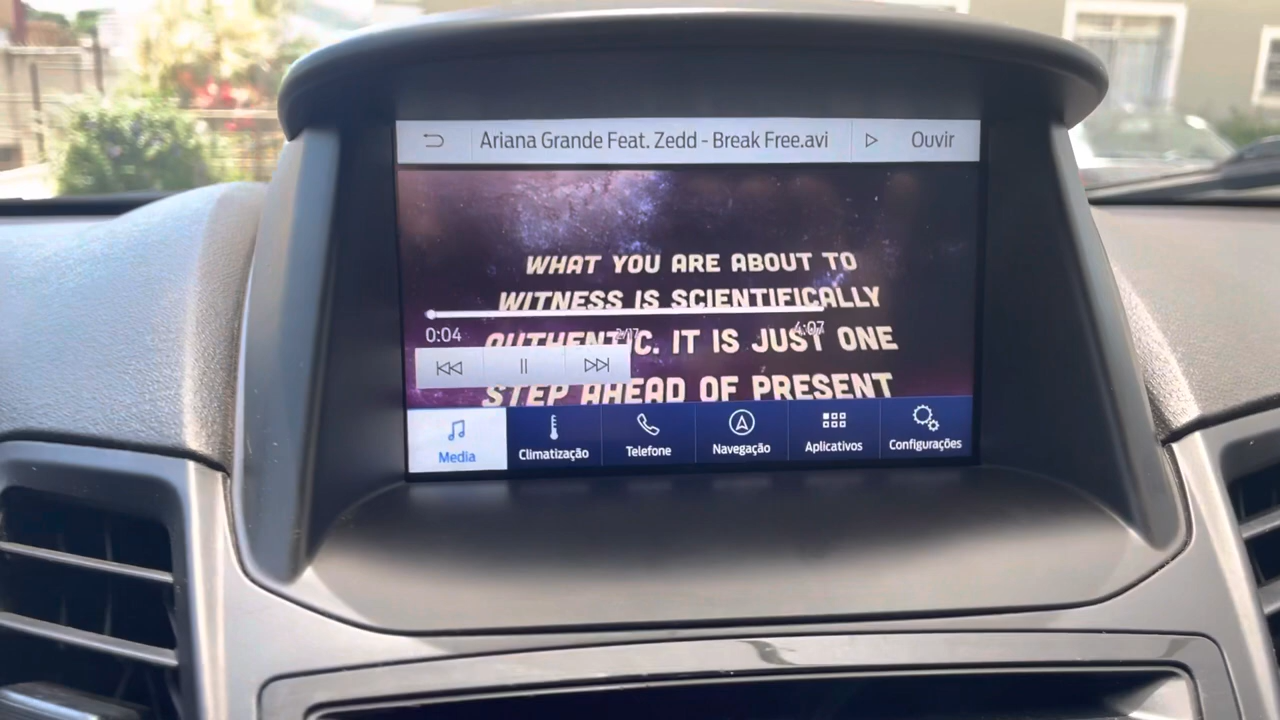 Ariana Grande Feat. Zedd - Break Free.avi Ouvir
WHAT YOU ARE ABOUT TO
WITNESS IS SCIENTIFICALLY
0:04 4:07
AUTHENTIC. IT IS JUST ONE
STEP AHEAD OF PRESENT
Media Climatização Telefone Navegação Aplicativos Configurações